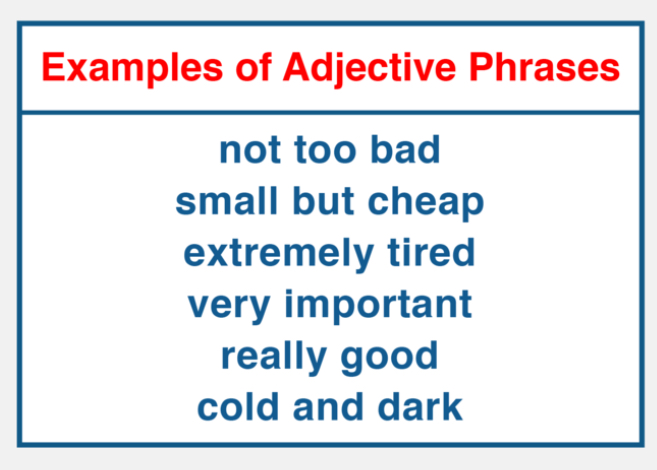 Examples of Adjective Phrases
not too bad
small but cheap
extremely tired
very important
really good
cold and dark